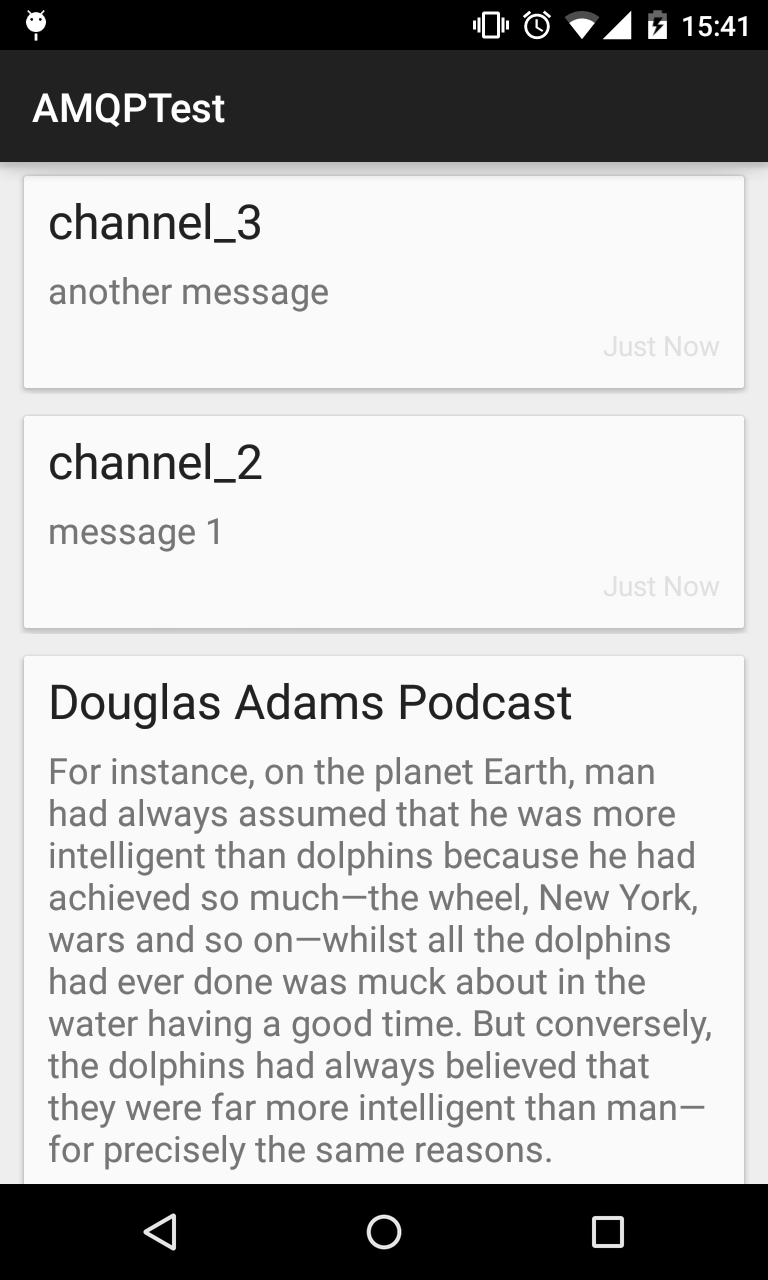 15:41
AMQPTest
channel_3
another message
Just Now
channel_2
message 1
Just Now
Douglas Adams Podcast
For instance, on the planet Earth, man
had always assumed that he was more
intelligent than dolphins because he had
achieved so much—the wheel, New York,
wars and so on—whilst all the dolphins
had ever done was muck about in the
water having a good time. But conversely,
the dolphins had always believed that
they were far more intelligent than man—
for precisely the same reasons.